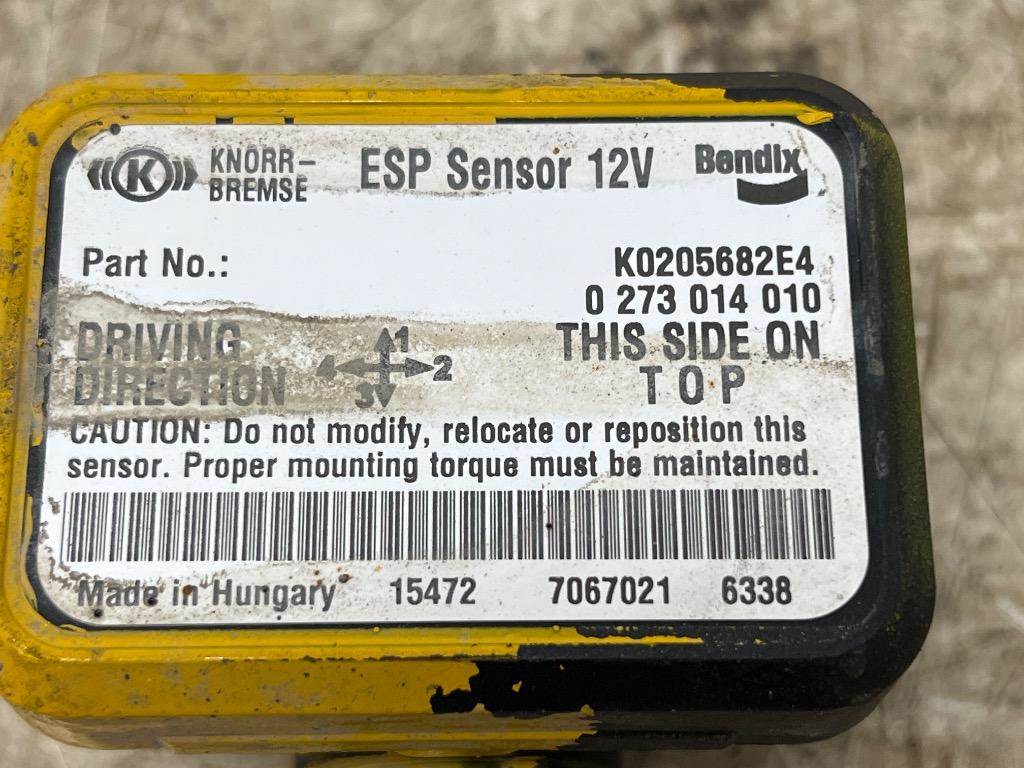 K KNORR-
BREMSE
ESP Sensor 12V
Bendix
Part No.:
K0205682E4
0 273 014 010
DRIVING
DIRECTION
1
4 2
3
THIS SIDE ON
TOP
CAUTION: Do not modify, relocate or reposition this
sensor. Proper mounting torque must be maintained.
Made in Hungary 15472 7067021 6338